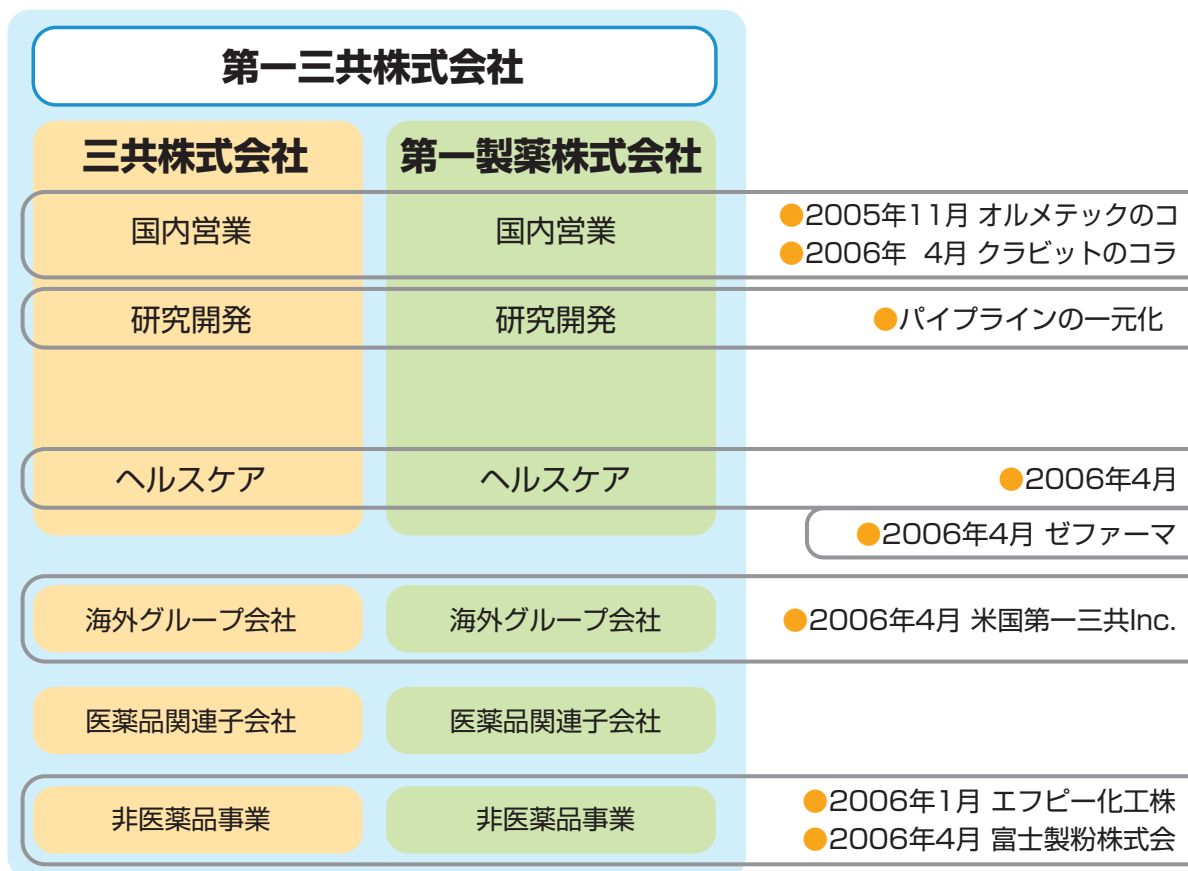 第一三共株式会社
三共株式会社 第一製薬株式会社
国内営業 国内営業
●2005年11月 オルメテックのコ
●2006年 4月 クラビットのコラ
研究開発 研究開発 ●パイプラインの一元化
ヘルスケア ヘルスケア ●2006年4月
●2006年4月 ゼファーマ
海外グループ会社 海外グループ会社 ●2006年4月 米国第一三共Inc.
医薬品関連子会社 医薬品関連子会社
非医薬品事業 非医薬品事業
●2006年1月 エフピー化工株
●2006年4月 富士製粉株式会